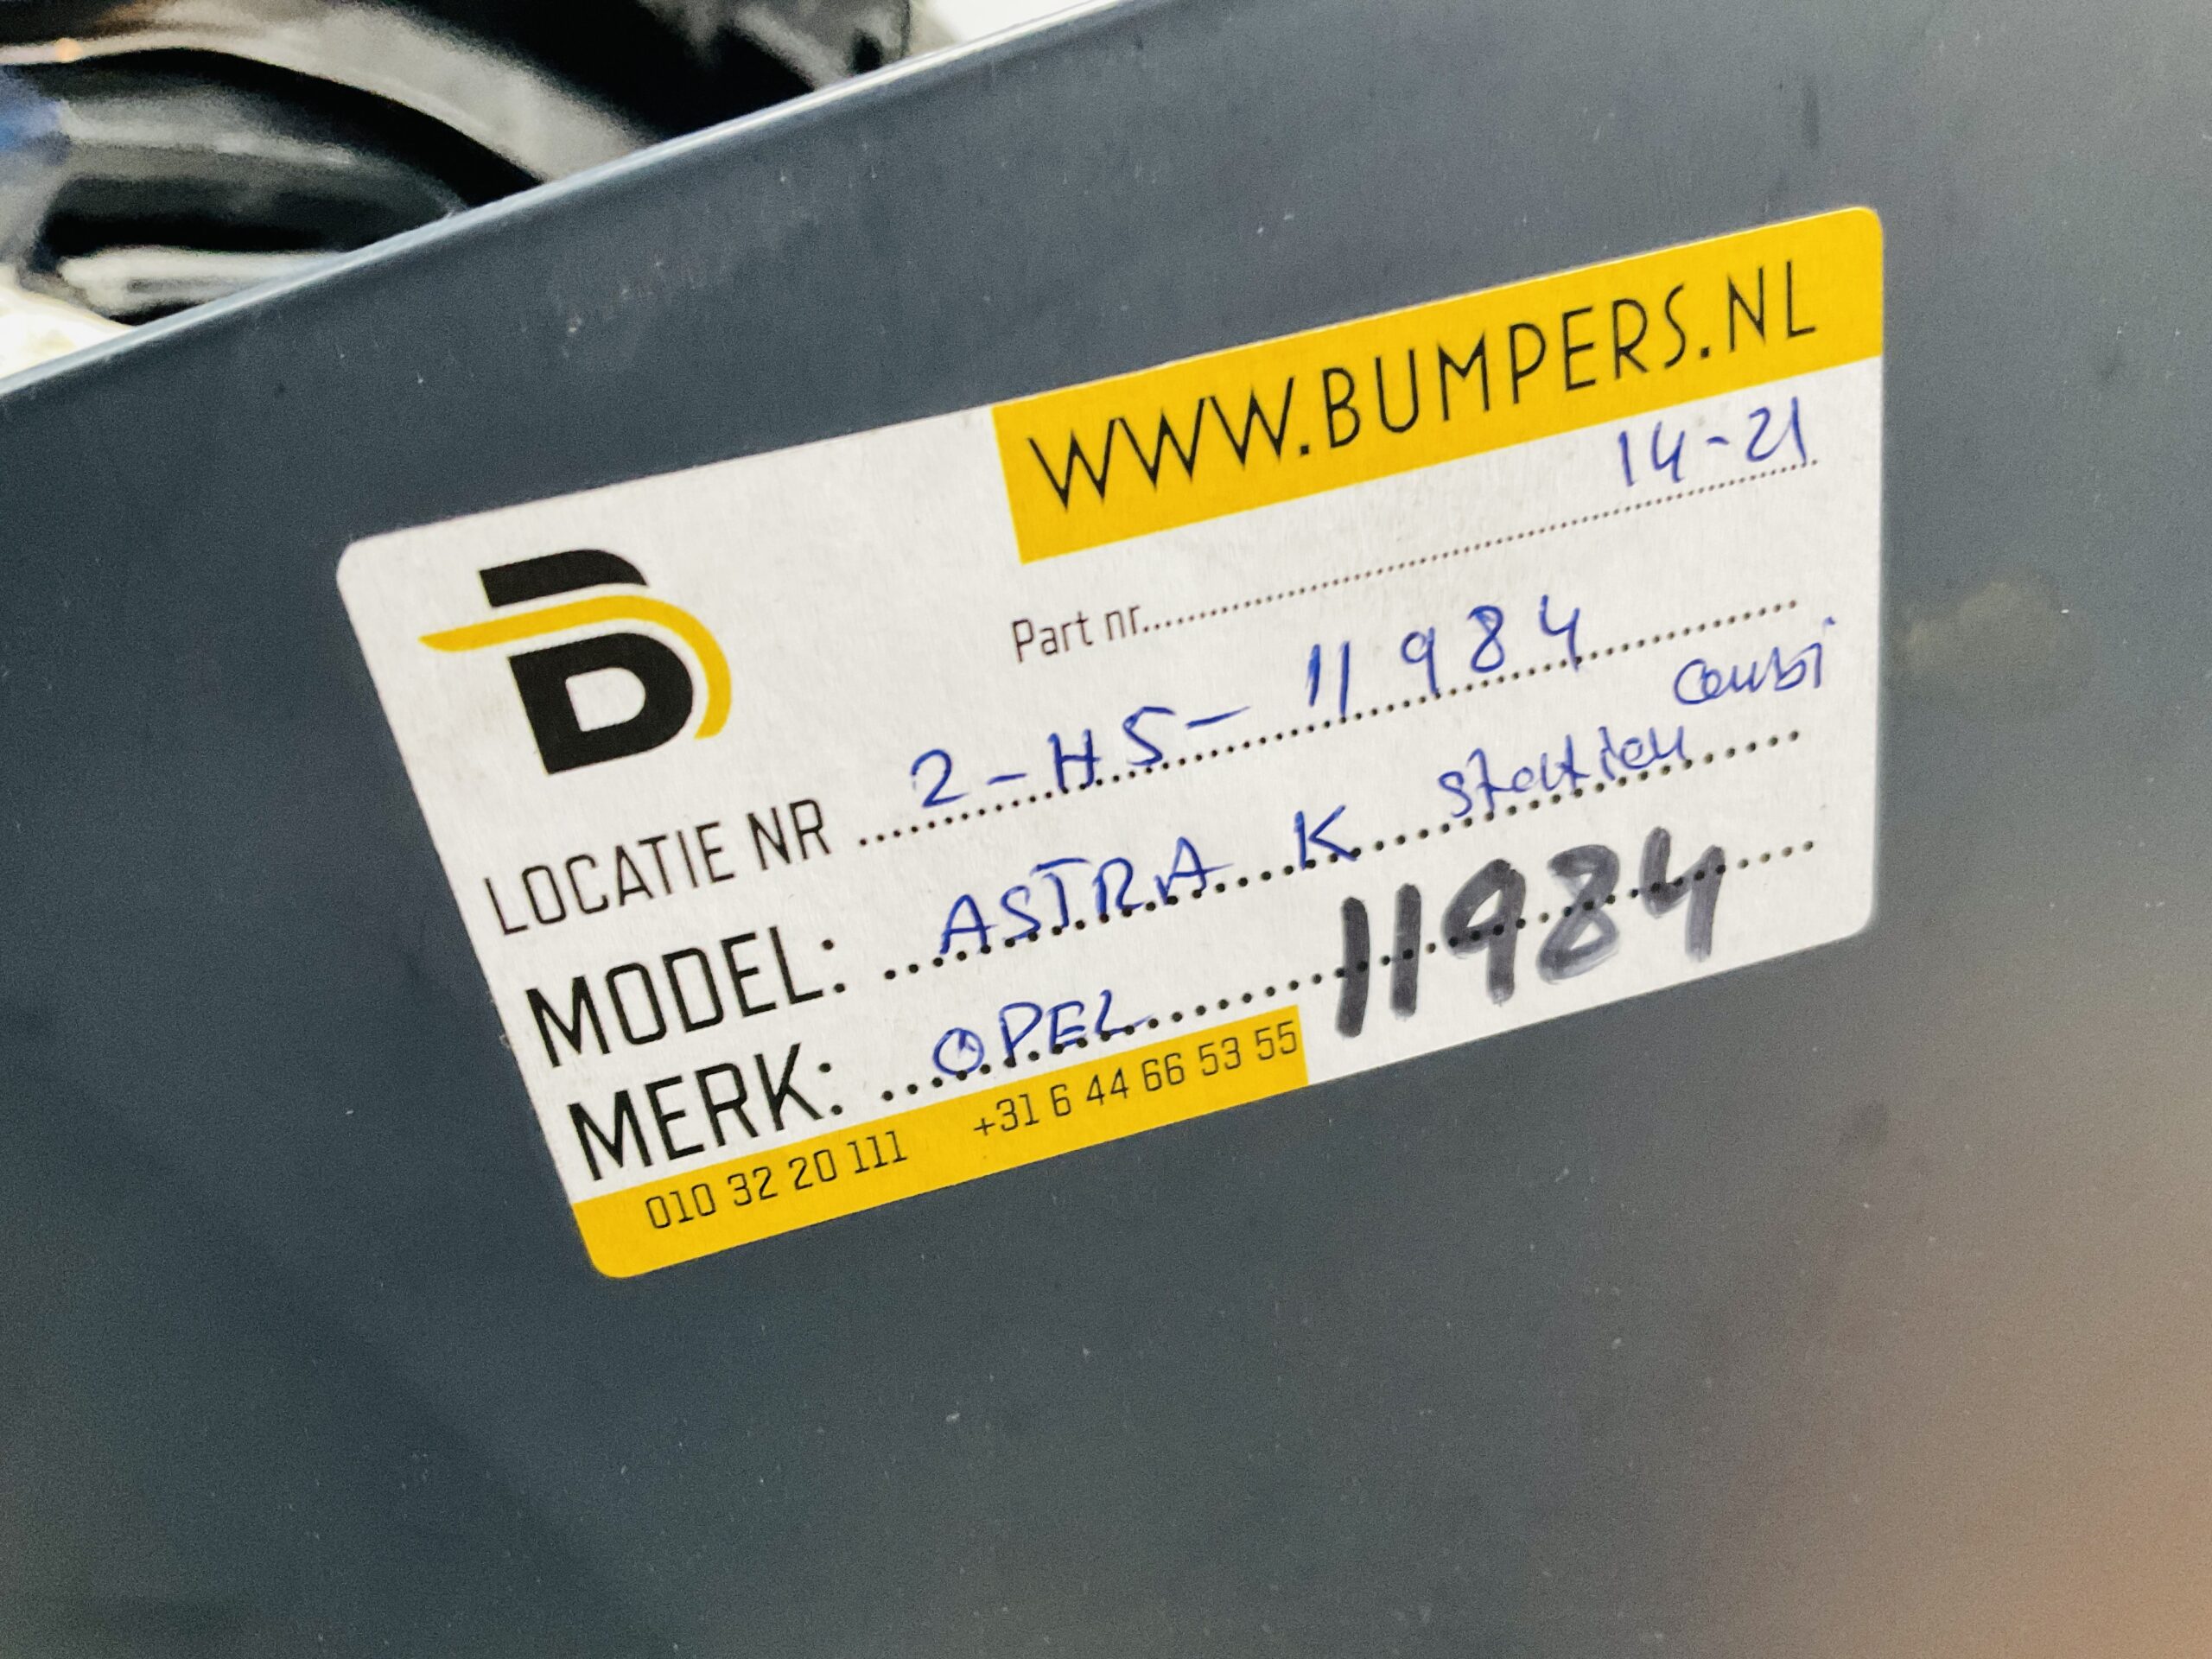 WWW.BUMPERS.NL
Part nr. 14-21
LOCATIE NR 2-HS-11984
MODEL: ASTRA K station combi
MERK: OPEL 11984
010 32 20 111 +31 6 44 66 53 55